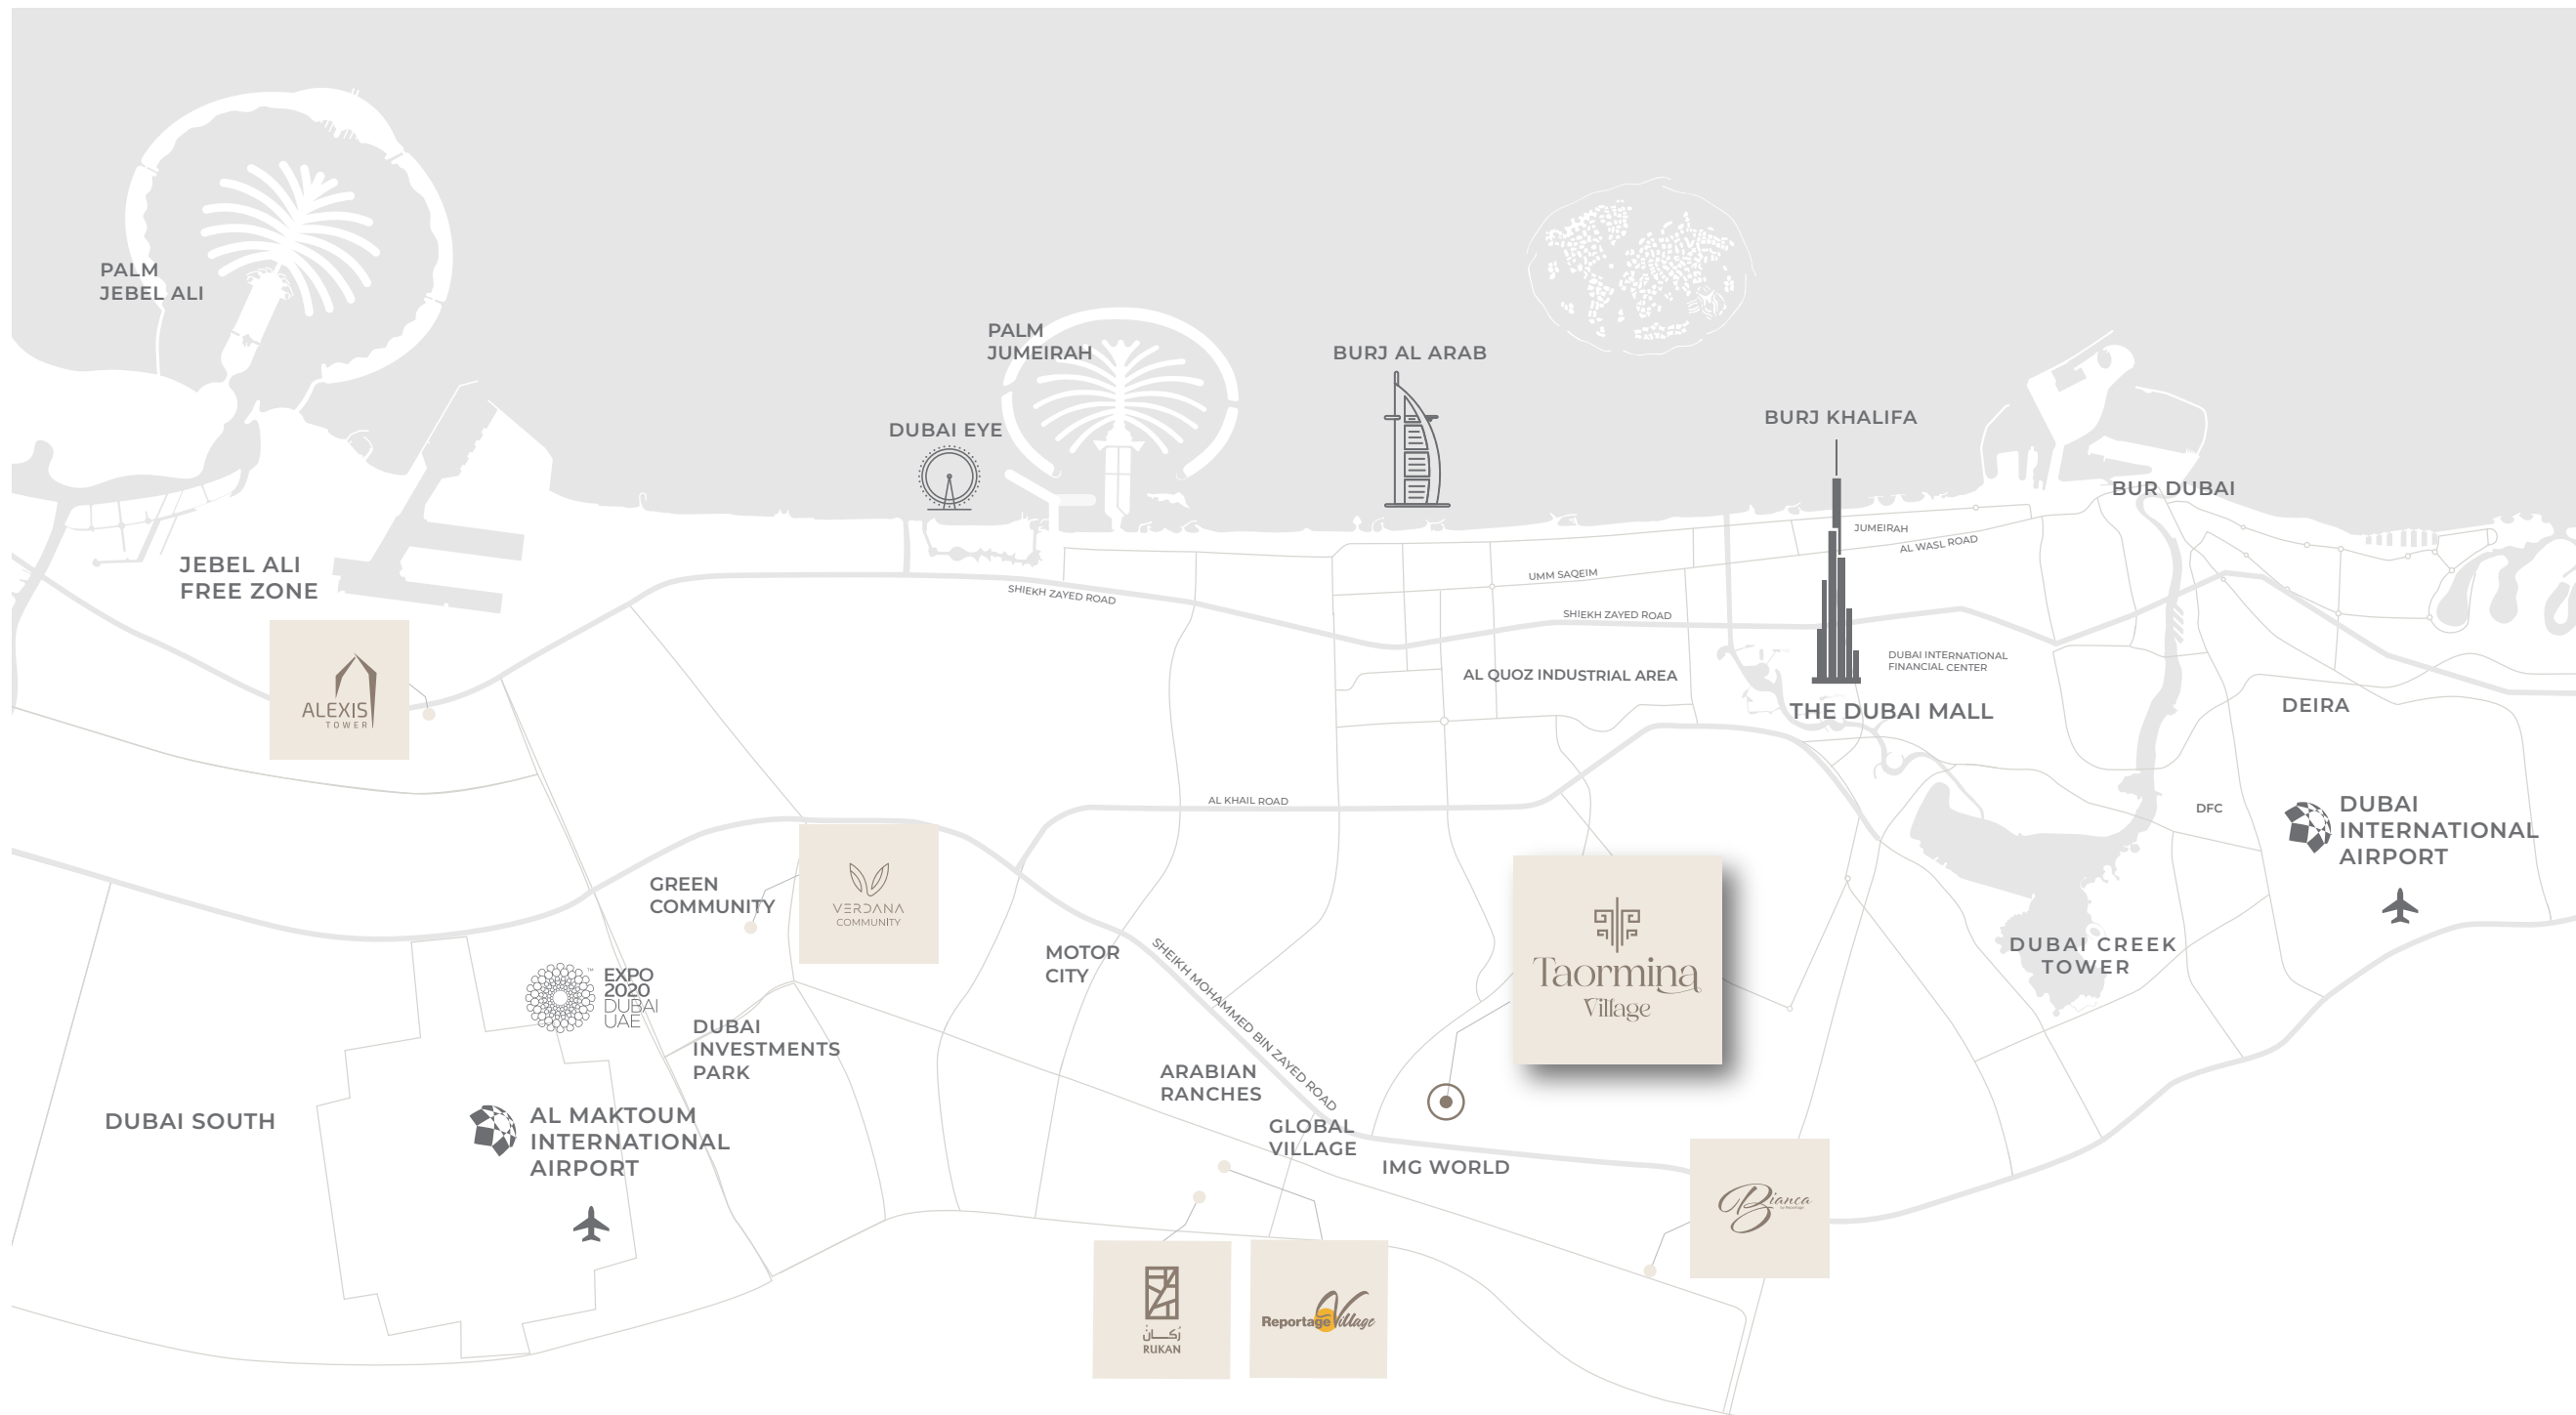 PALM
JEBEL ALI
PALM
JUMEIRAH
BURJ AL ARAB
DUBAI EYE
BURJ KHALIFA
BUR DUBAI
JUMEIRAH
AL WASL ROAD
JEBEL ALI
FREE ZONE
UMM SAQEIM
SHIEKH ZAYED ROAD
SHIEKH ZAYED ROAD
DUBAI INTERNATIONAL
FINANCIAL CENTER
AL QUOZ INDUSTRIAL AREA
ALEXIS
TOWER
THE DUBAI MALL
DEIRA
AL KHAIL ROAD
DFC
DUBAI
INTERNATIONAL
AIRPORT
GREEN
COMMUNITY
VERDANA
COMMUNITY
MOTOR
CITY
SHEIKH MOHAMMED BIN ZAYED ROAD
Taormina
Village
DUBAI CREEK
TOWER
EXPO
2020
DUBAI
UAE
TM
DUBAI
INVESTMENTS
PARK
ARABIAN
RANCHES
DUBAI SOUTH
AL MAKTOUM
INTERNATIONAL
AIRPORT
GLOBAL
VILLAGE
IMG WORLD
Bianca
رُكــان
RUKAN
Reportage Village